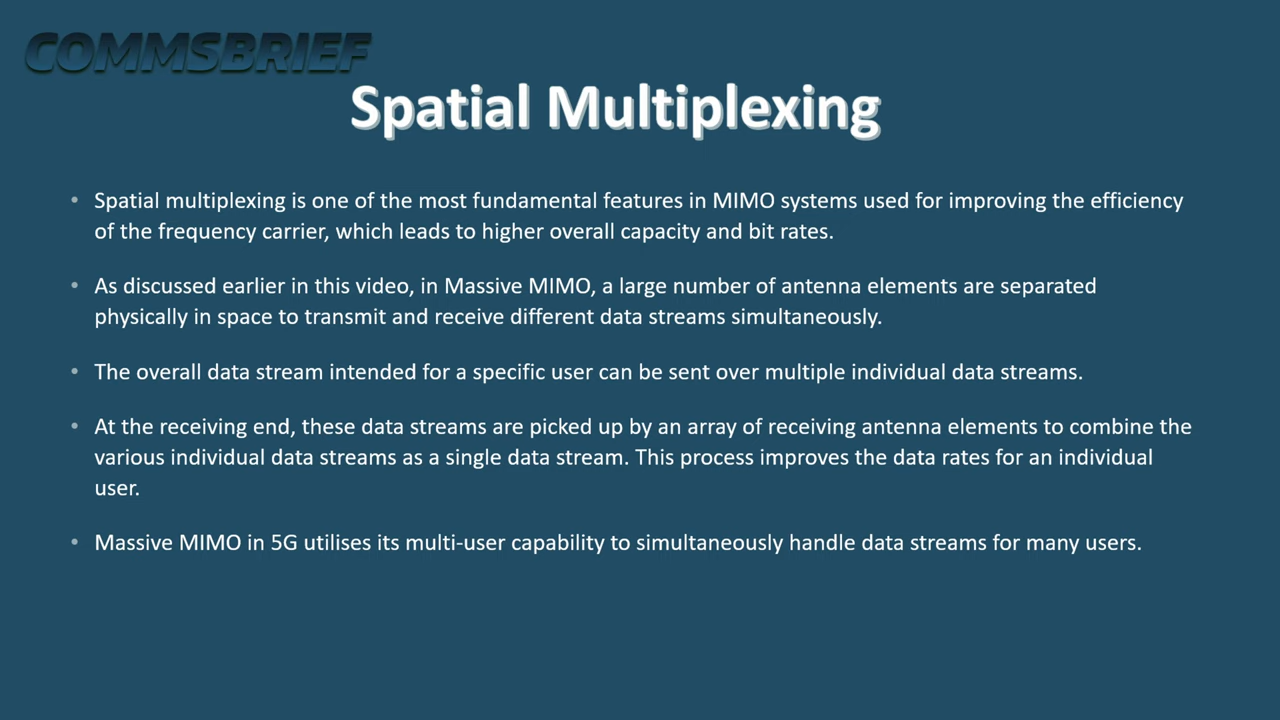 COMMSBRIEF
Spatial Multiplexing
• Spatial multiplexing is one of the most fundamental features in MIMO systems used for improving the efficiency
of the frequency carrier, which leads to higher overall capacity and bit rates.
• As discussed earlier in this video, in Massive MIMO, a large number of antenna elements are separated
physically in space to transmit and receive different data streams simultaneously.
• The overall data stream intended for a specific user can be sent over multiple individual data streams.
• At the receiving end, these data streams are picked up by an array of receiving antenna elements to combine the
various individual data streams as a single data stream. This process improves the data rates for an individual
user.
• Massive MIMO in 5G utilises its multi-user capability to simultaneously handle data streams for many users.